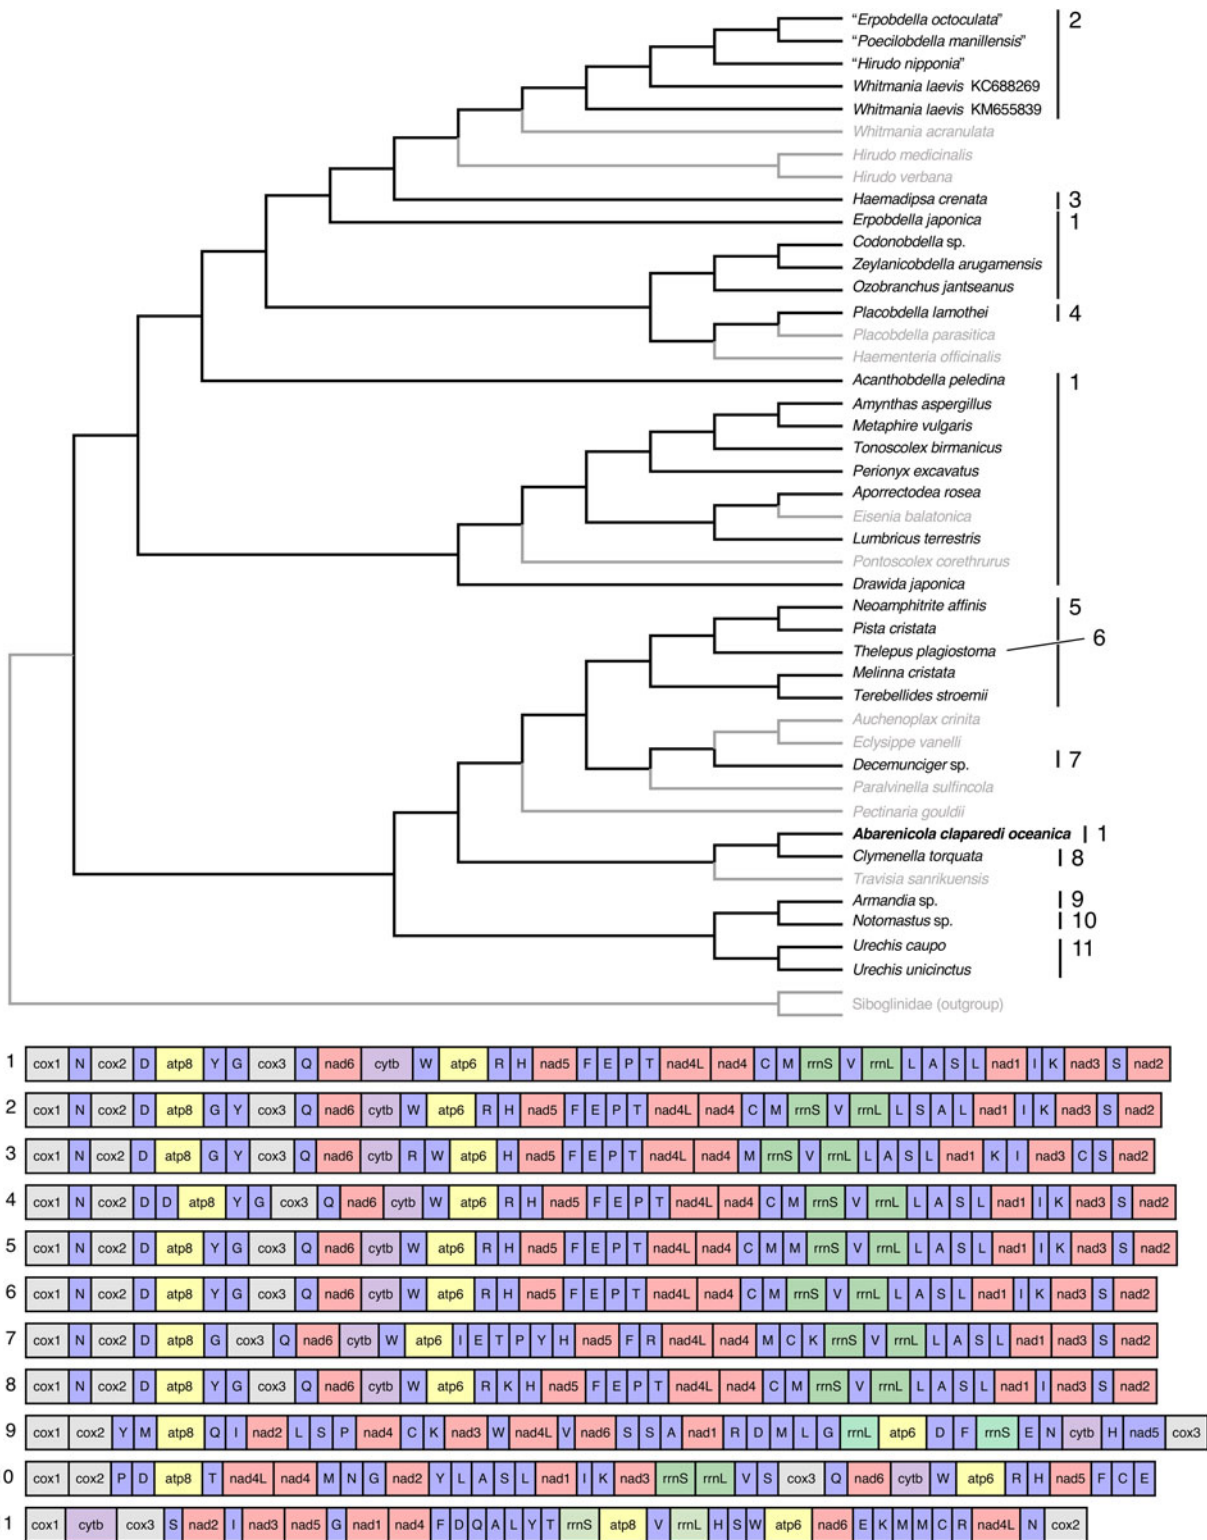 “Erpobdella octoculata” 2
“Poecilobdella manillensis”
“Hirudo nipponia”
Whitmania laevis KC688269
Whitmania laevis KM655839
Whitmania acranulata
Hirudo medicinalis
Hirudo verbana
Haemadipsa crenata 3
Erpobdella japonica 1
Codonobdella sp.
Zeylanicobdella arugamensis
Ozobranchus jantseanus
Placobdella lamothei 4
Placobdella parasitica
Haementeria officinalis
Acanthobdella peledina 1
Amynthas aspergillus
Metaphire vulgaris
Tonoscolex birmanicus
Perionyx excavatus
Aporrectodea rosea
Eisenia balatonica
Lumbricus terrestris
Pontoscolex corethrurus
Drawida japonica
Neoamphitrite affinis 5
Pista cristata
Thelepus plagiostoma 6
Melinna cristata
Terebellides stroemii
Auchenoplax crinita
Eclysippe vanelli
Decemunciger sp. 7
Paralvinella sulfincola
Pectinaria gouldii
Abarenicola claparedi oceanica 1
Clymenella torquata 8
Travisia sanrikuensis
Armandia sp. 9
Notomastus sp. 10
Urechis caupo 11
Urechis unicinctus
Siboglinidae (outgroup)
1 cox1 N cox2 D atp8 Y G cox3 Q nad6 cytb W atp6 R H nad5 F E P T nad4L nad4 C M rrnS V rrnL L A S L nad1 I K nad3 S nad2
2 cox1 N cox2 D atp8 G Y cox3 Q nad6 cytb W atp6 R H nad5 F E P T nad4L nad4 C M rrnS V rrnL L S A L nad1 I K nad3 S nad2
3 cox1 N cox2 D atp8 G Y cox3 Q nad6 cytb R W atp6 H nad5 F E P T nad4L nad4 M rrnS V rrnL L A S L nad1 K I nad3 C S nad2
4 cox1 N cox2 D D atp8 Y G cox3 Q nad6 cytb W atp6 R H nad5 F E P T nad4L nad4 C M rrnS V rrnL L A S L nad1 I K nad3 S nad2
5 cox1 N cox2 D atp8 Y G cox3 Q nad6 cytb W atp6 R H nad5 F E P T nad4L nad4 C M M rrnS V rrnL L A S L nad1 I K nad3 S nad2
6 cox1 N cox2 D atp8 Y G cox3 Q nad6 cytb W atp6 R H nad5 F E P T nad4L nad4 C M rrnS V rrnL L A S L nad1 I K nad3 S nad2
7 cox1 N cox2 D atp8 G cox3 Q nad6 cytb W atp6 I E T P Y H nad5 F R nad4L nad4 M C K rrnS V rrnL L A S L nad1 nad3 S nad2
8 cox1 N cox2 D atp8 Y G cox3 Q nad6 cytb W atp6 R K H nad5 F E P T nad4L nad4 C M rrnS V rrnL L A S L nad1 I nad3 S nad2
9 cox1 cox2 Y M atp8 Q I nad2 L S P nad4 C K nad3 W nad4L V nad6 S S A nad1 R D M L G rrnL atp6 D F rrnS E N cytb H nad5 cox3
0 cox1 cox2 P D atp8 T nad4L nad4 M N G nad2 Y L A S L nad1 I K nad3 rrnS rrnL V S cox3 Q nad6 cytb W atp6 R H nad5 F C E
1 cox1 cytb cox3 S nad2 I nad3 nad5 G nad1 nad4 F D Q A L Y T rrnS atp8 V rrnL H S W atp6 nad6 E K M M C R nad4L N cox2